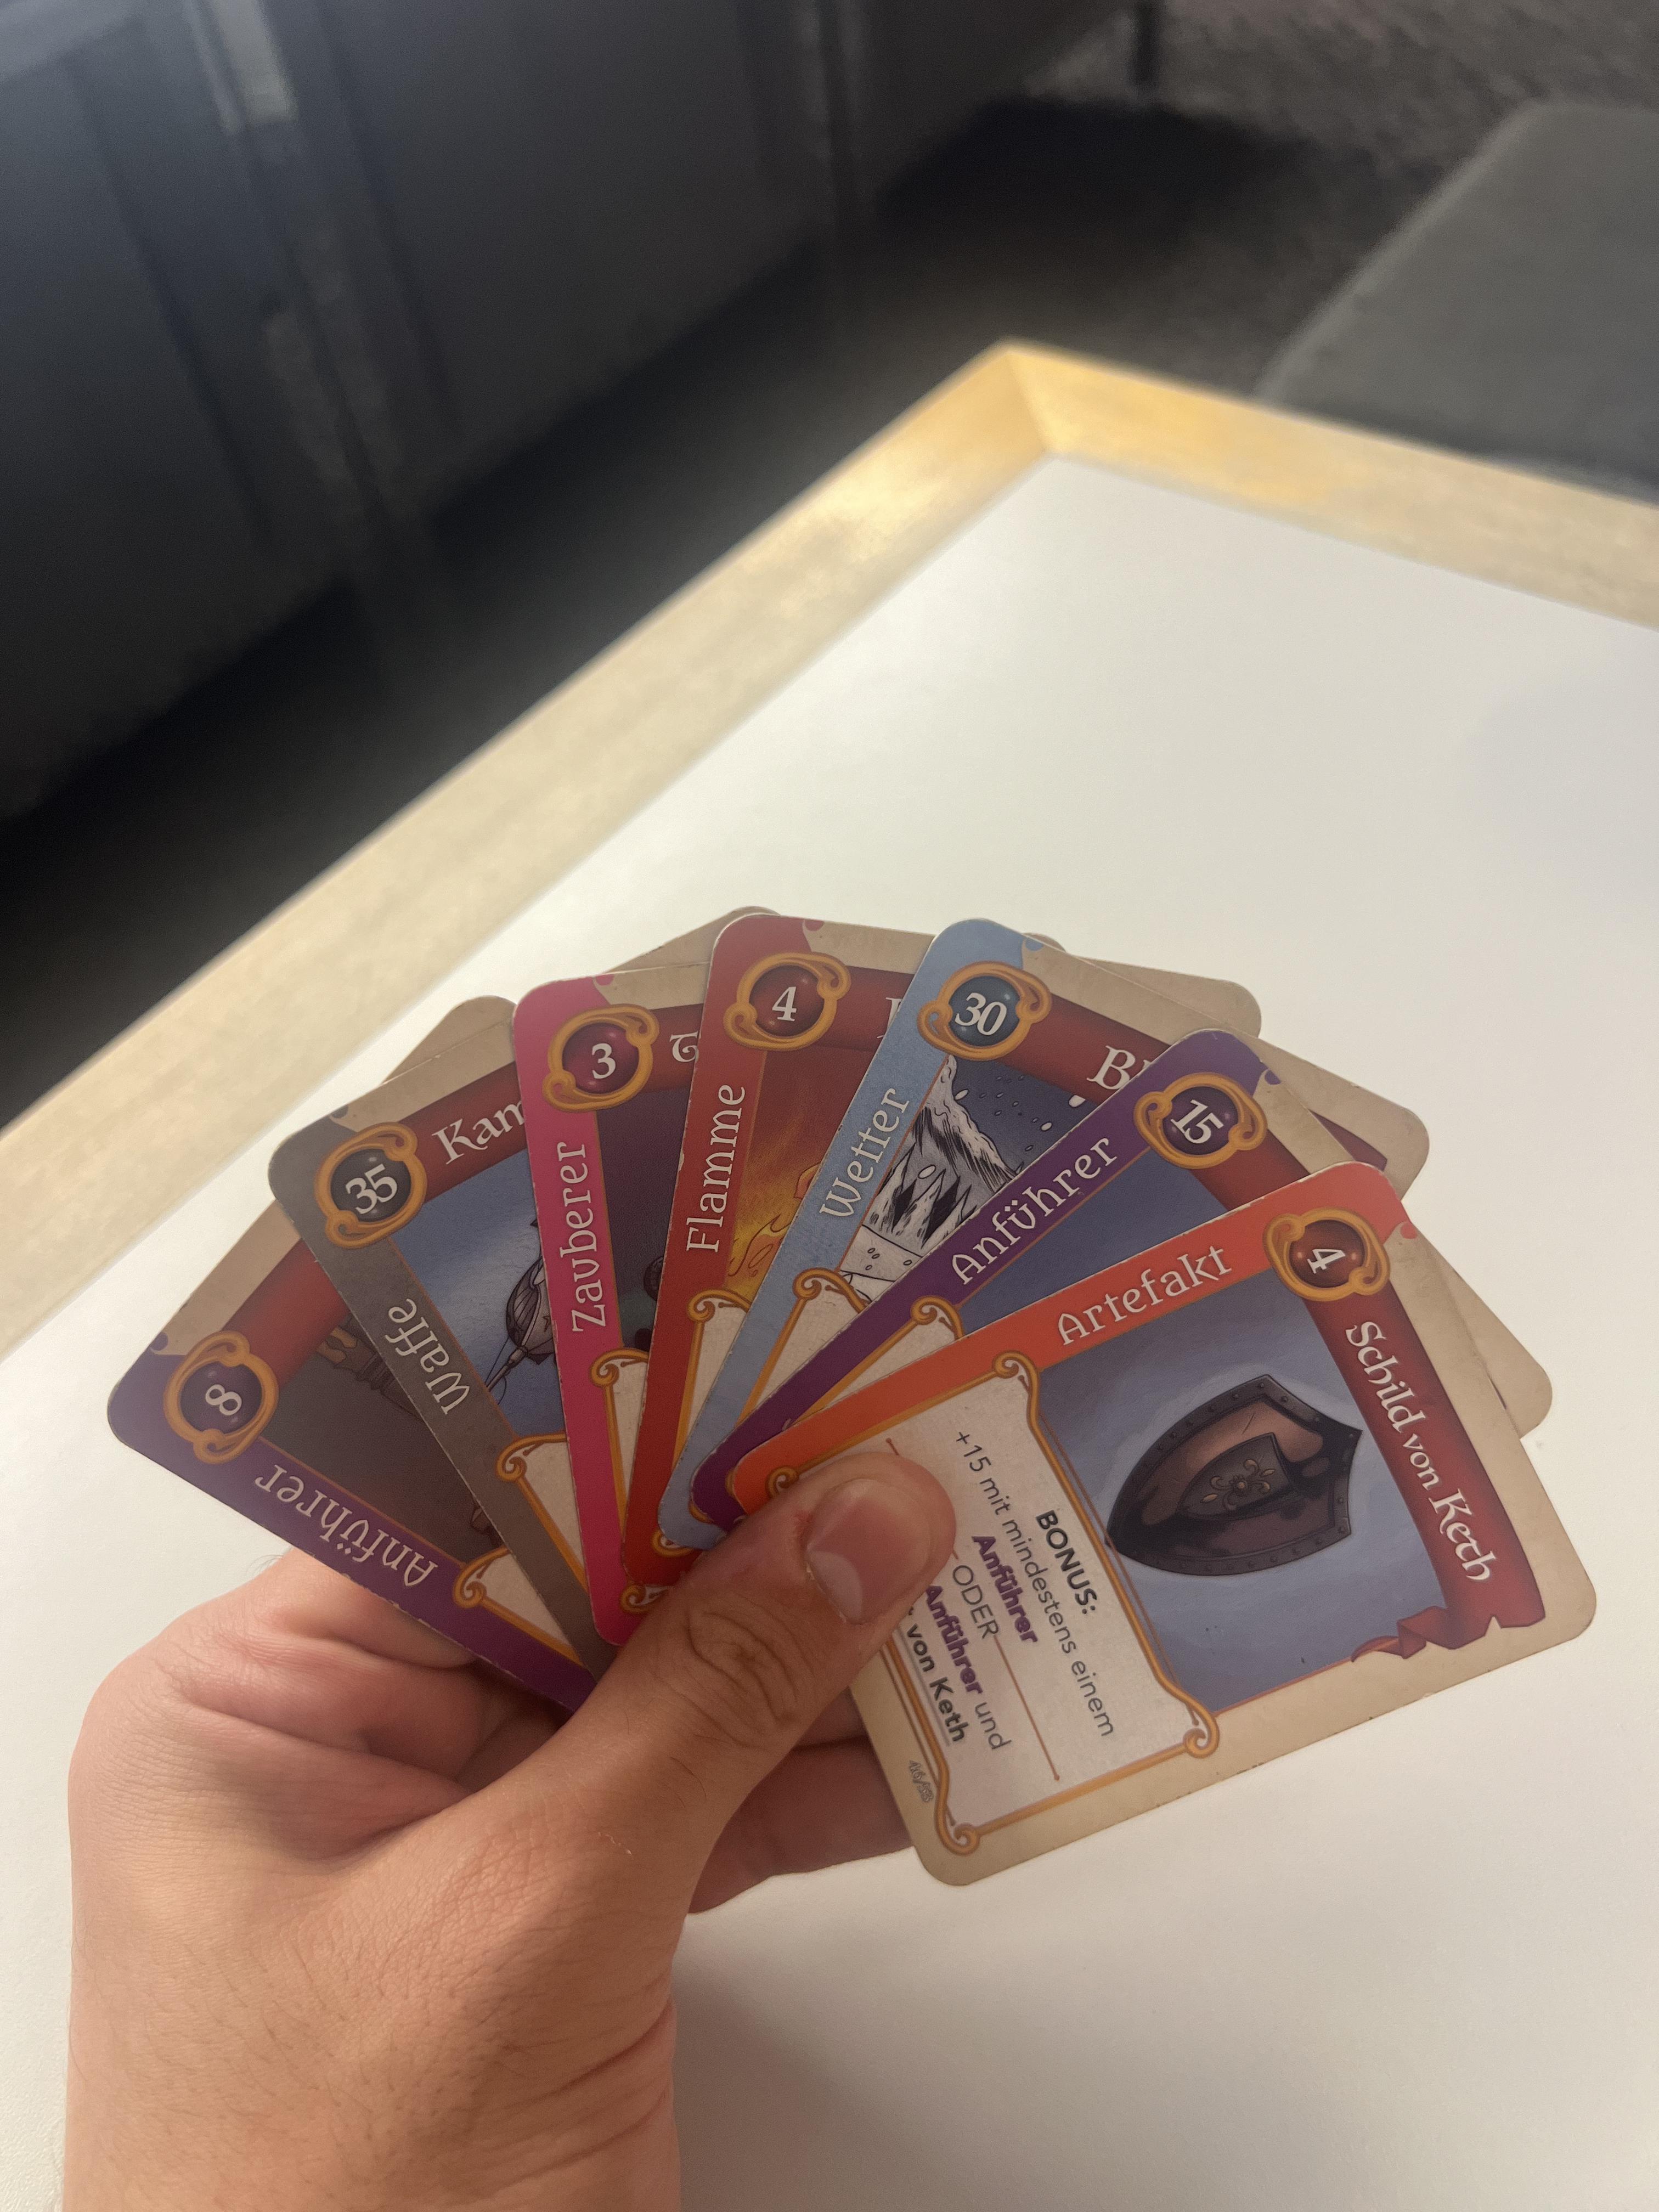 8
Anführer
35
Kam
Waffe
3
Zauberer
4
Flamme
30
Wetter
15
Anführer
4
Artefakt
Schild von Keth
BONUS:
+15 mit mindestens einem
Anführer
ODER
Anführer und
von Keth